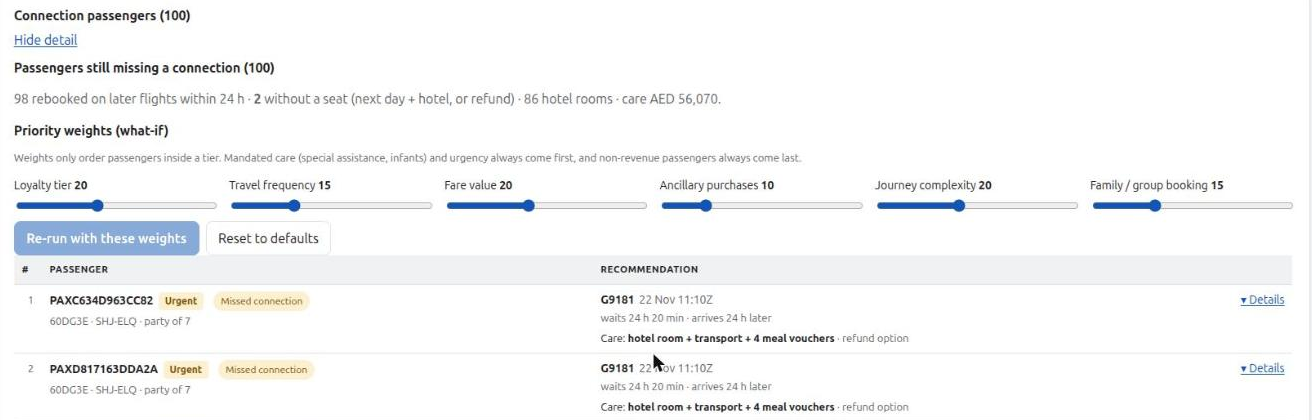 Connection passengers (100)
Hide detail
Passengers still missing a connection (100)
98 rebooked on later flights within 24 h · 2 without a seat (next day + hotel, or refund) · 86 hotel rooms · care AED 56,070.
Priority weights (what-if)
Weights only order passengers inside a tier. Mandated care (special assistance, infants) and urgency always come first, and non-revenue passengers always come last.
Loyalty tier 20 Travel frequency 15 Fare value 20 Ancillary purchases 10 Journey complexity 20 Family / group booking 15
Re-run with these weights Reset to defaults
# PASSENGER RECOMMENDATION
1 PAXC634D963CC82 Urgent Missed connection G9181 22 Nov 11:10Z ▾ Details
60DG3E · SHJ-ELQ · party of 7 waits 24 h 20 min · arrives 24 h later
Care: hotel room + transport + 4 meal vouchers · refund option
2 PAXD817163DDA2A Urgent Missed connection G9181 22 Nov 11:10Z ▾ Details
60DG3E · SHJ-ELQ · party of 7 waits 24 h 20 min · arrives 24 h later
Care: hotel room + transport + 4 meal vouchers · refund option